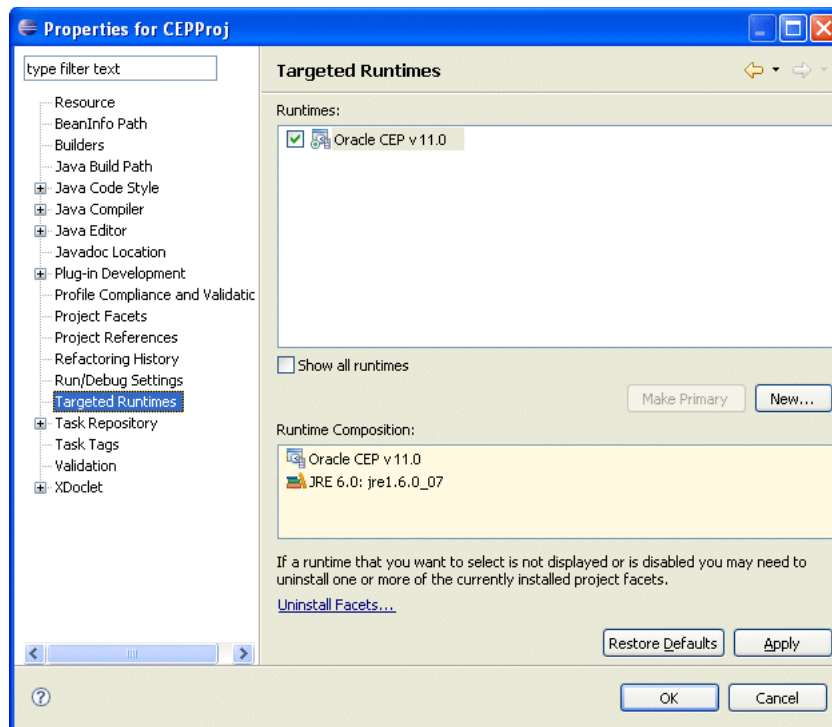 Properties for CEPProj
type filter text
Resource
BeanInfo Path
Builders
Java Build Path
Java Code Style
Java Compiler
Java Editor
Javadoc Location
Plug-in Development
Profile Compliance and Validatic
Project Facets
Project References
Refactoring History
Run/Debug Settings
Targeted Runtimes
Task Repository
Task Tags
Validation
XDoclet
Targeted Runtimes
Runtimes:
Oracle CEP v 11.0
Show all runtimes
Make Primary
New...
Runtime Composition:
Oracle CEP v 11.0
JRE 6.0: jre1.6.0_07
If a runtime that you want to select is not displayed or is disabled you may need to
uninstall one or more of the currently installed project facets.
Uninstall Facets...
Restore Defaults
Apply
OK
Cancel